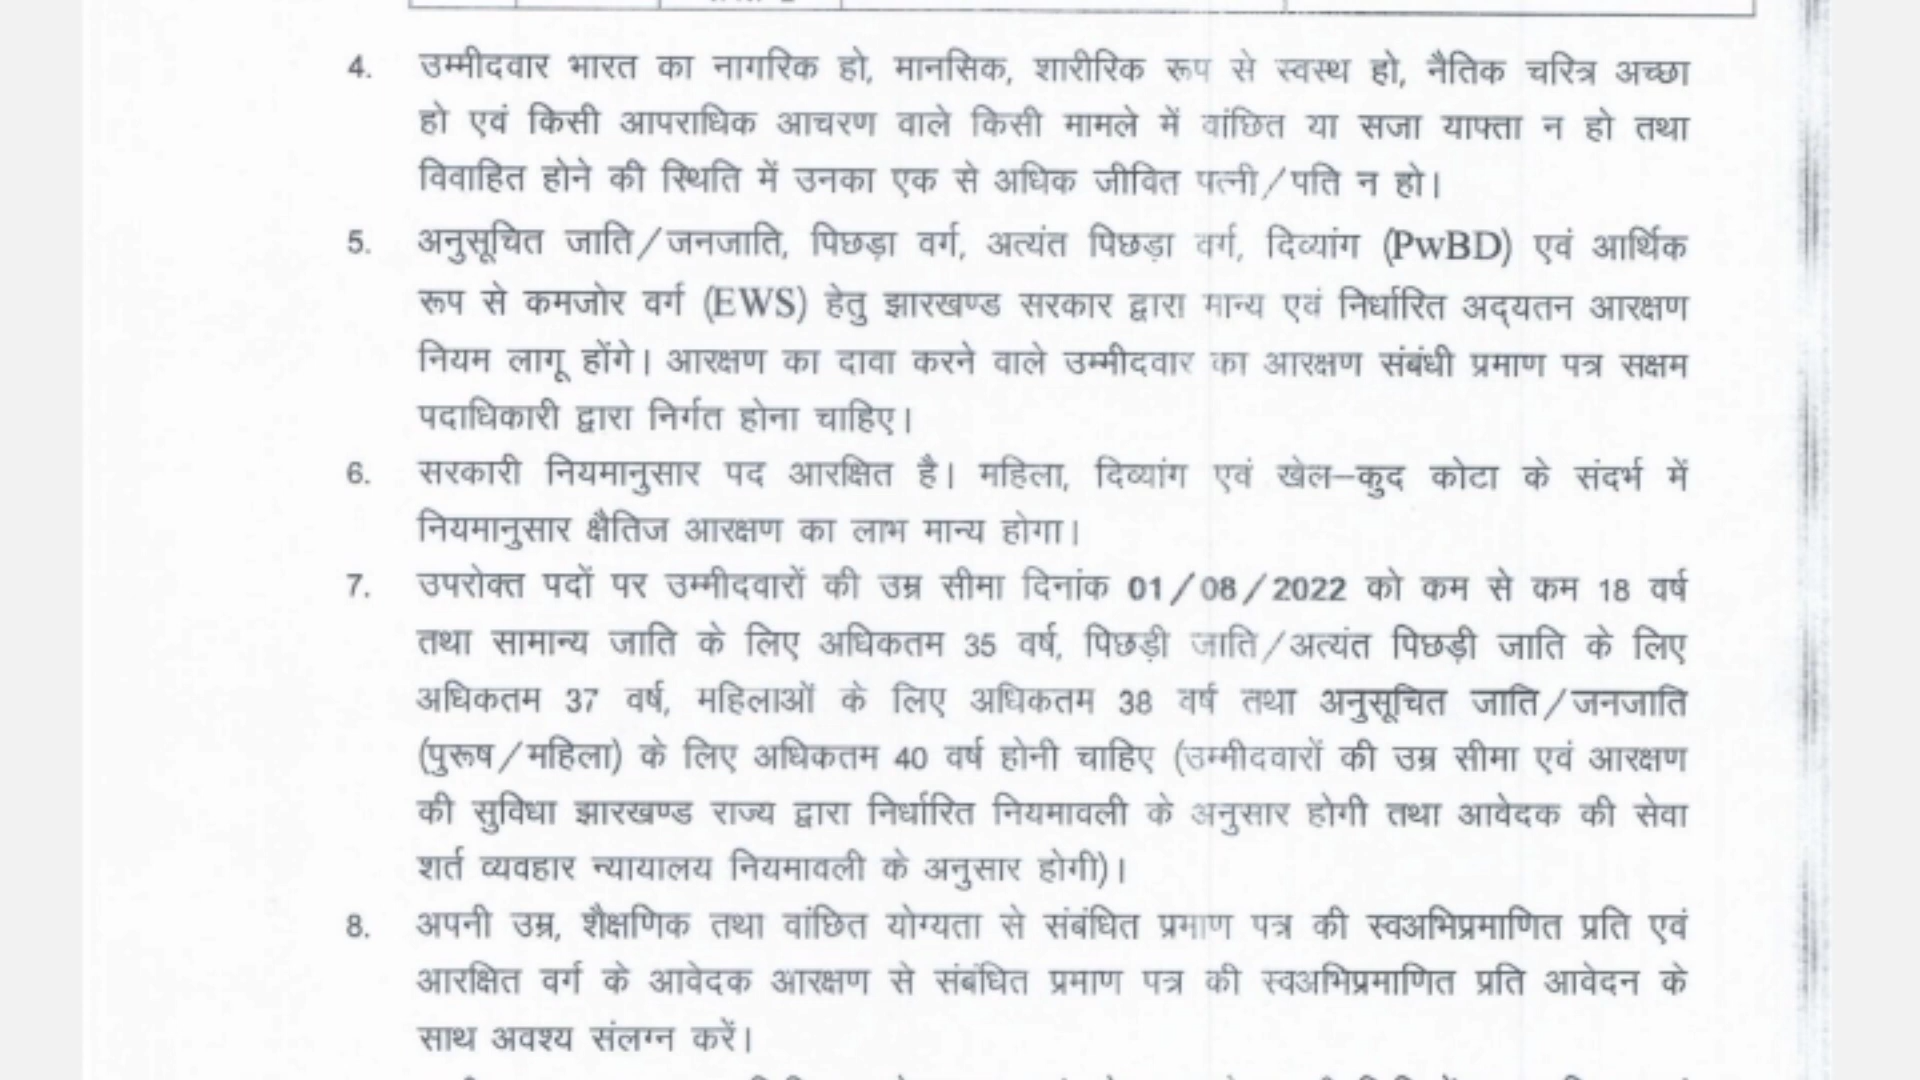 4. उम्मीदवार भारत का नागरिक हो, मानसिक, शारीरिक रूप से स्वस्थ हो, नैतिक चरित्र अच्छा
हो एवं किसी आपराधिक आचरण वाले किसी मामले में वांछित या सजा याफ्ता न हो तथा
विवाहित होने की स्थिति में उनका एक से अधिक जीवित पत्नी/पति न हो।
5. अनुसूचित जाति/जनजाति, पिछड़ा वर्ग, अत्यंत पिछड़ा वर्ग, दिव्यांग (PwBD) एवं आर्थिक
रूप से कमजोर वर्ग (EWS) हेतु झारखण्ड सरकार द्वारा मान्य एवं निर्धारित अद्यतन आरक्षण
नियम लागू होंगे। आरक्षण का दावा करने वाले उम्मीदवार का आरक्षण संबंधी प्रमाण पत्र सक्षम
पदाधिकारी द्वारा निर्गत होना चाहिए।
6. सरकारी नियमानुसार पद आरक्षित है। महिला, दिव्यांग एवं खेल-कुद कोटा के संदर्भ में
नियमानुसार क्षैतिज आरक्षण का लाभ मान्य होगा।
7. उपरोक्त पदों पर उम्मीदवारों की उम्र सीमा दिनांक 01/08/2022 को कम से कम 18 वर्ष
तथा सामान्य जाति के लिए अधिकतम 35 वर्ष, पिछड़ी जाति/अत्यंत पिछड़ी जाति के लिए
अधिकतम 37 वर्ष, महिलाओं के लिए अधिकतम 38 वर्ष तथा अनुसूचित जाति/जनजाति
(पुरूष/महिला) के लिए अधिकतम 40 वर्ष होनी चाहिए (उम्मीदवारों की उम्र सीमा एवं आरक्षण
की सुविधा झारखण्ड राज्य द्वारा निर्धारित नियमावली के अनुसार होगी तथा आवेदक की सेवा
शर्त व्यवहार न्यायालय नियमावली के अनुसार होगी)।
8. अपनी उम्र, शैक्षणिक तथा वांछित योग्यता से संबंधित प्रमाण पत्र की स्वअभिप्रमाणित प्रति एवं
आरक्षित वर्ग के आवेदक आरक्षण से संबंधित प्रमाण पत्र की स्वअभिप्रमाणित प्रति आवेदन के
साथ अवश्य संलग्न करें।